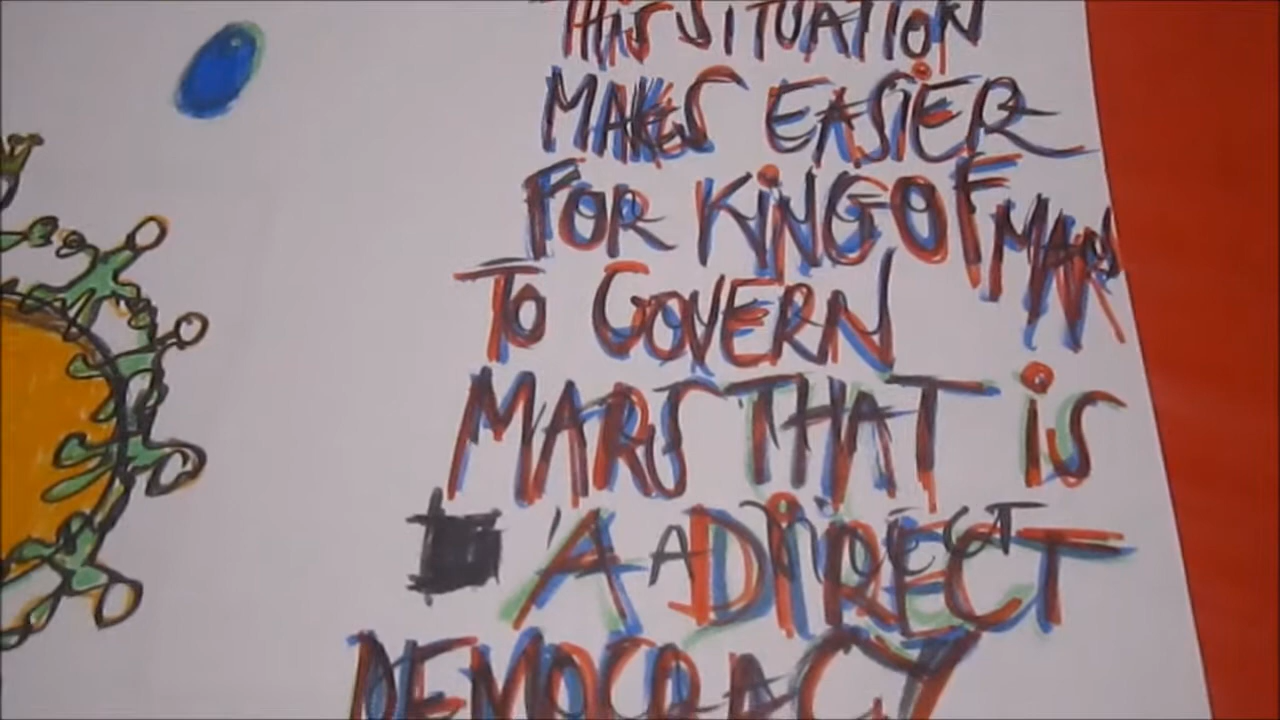 THIS SITUATION
MAKES EASIER
FOR KING OF MARS
TO GOVERN
MARS THAT iS
A A DiRECT
DEMOCRACY